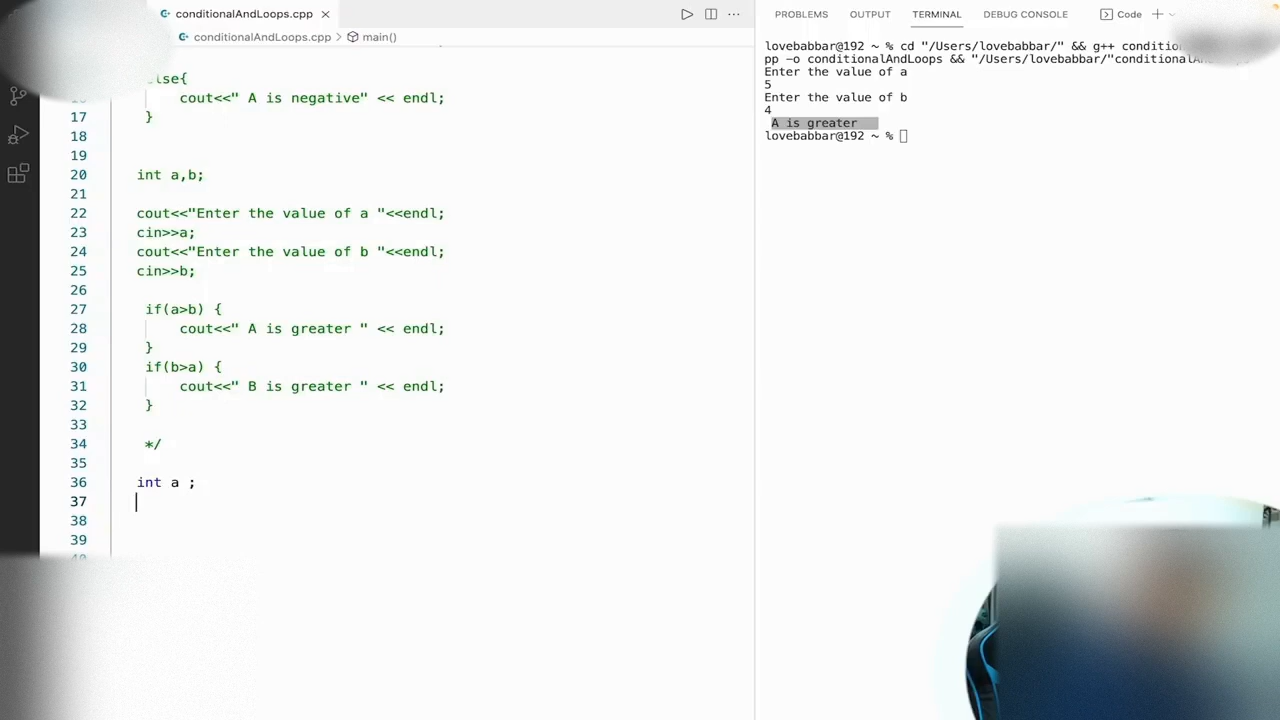 conditionalAndLoops.cpp
conditionalAndLoops.cpp > main()
else{
cout<<" A is negative" << endl;
17 }
18
19
20 int a,b;
21
22 cout<<"Enter the value of a "<<endl;
23 cin>>a;
24 cout<<"Enter the value of b "<<endl;
25 cin>>b;
26
27 if(a>b) {
28 cout<<" A is greater " << endl;
29 }
30 if(b>a) {
31 cout<<" B is greater " << endl;
32 }
33
34 */
35
36 int a ;
37
38
39
PROBLEMS OUTPUT TERMINAL DEBUG CONSOLE Code
lovebabbar@192 ~ % cd "/Users/lovebabbar/" && g++
pp -o conditionalAndLoops && "/Users/lovebabbar/"
Enter the value of a
5
Enter the value of b
4
A is greater
lovebabbar@192 ~ %